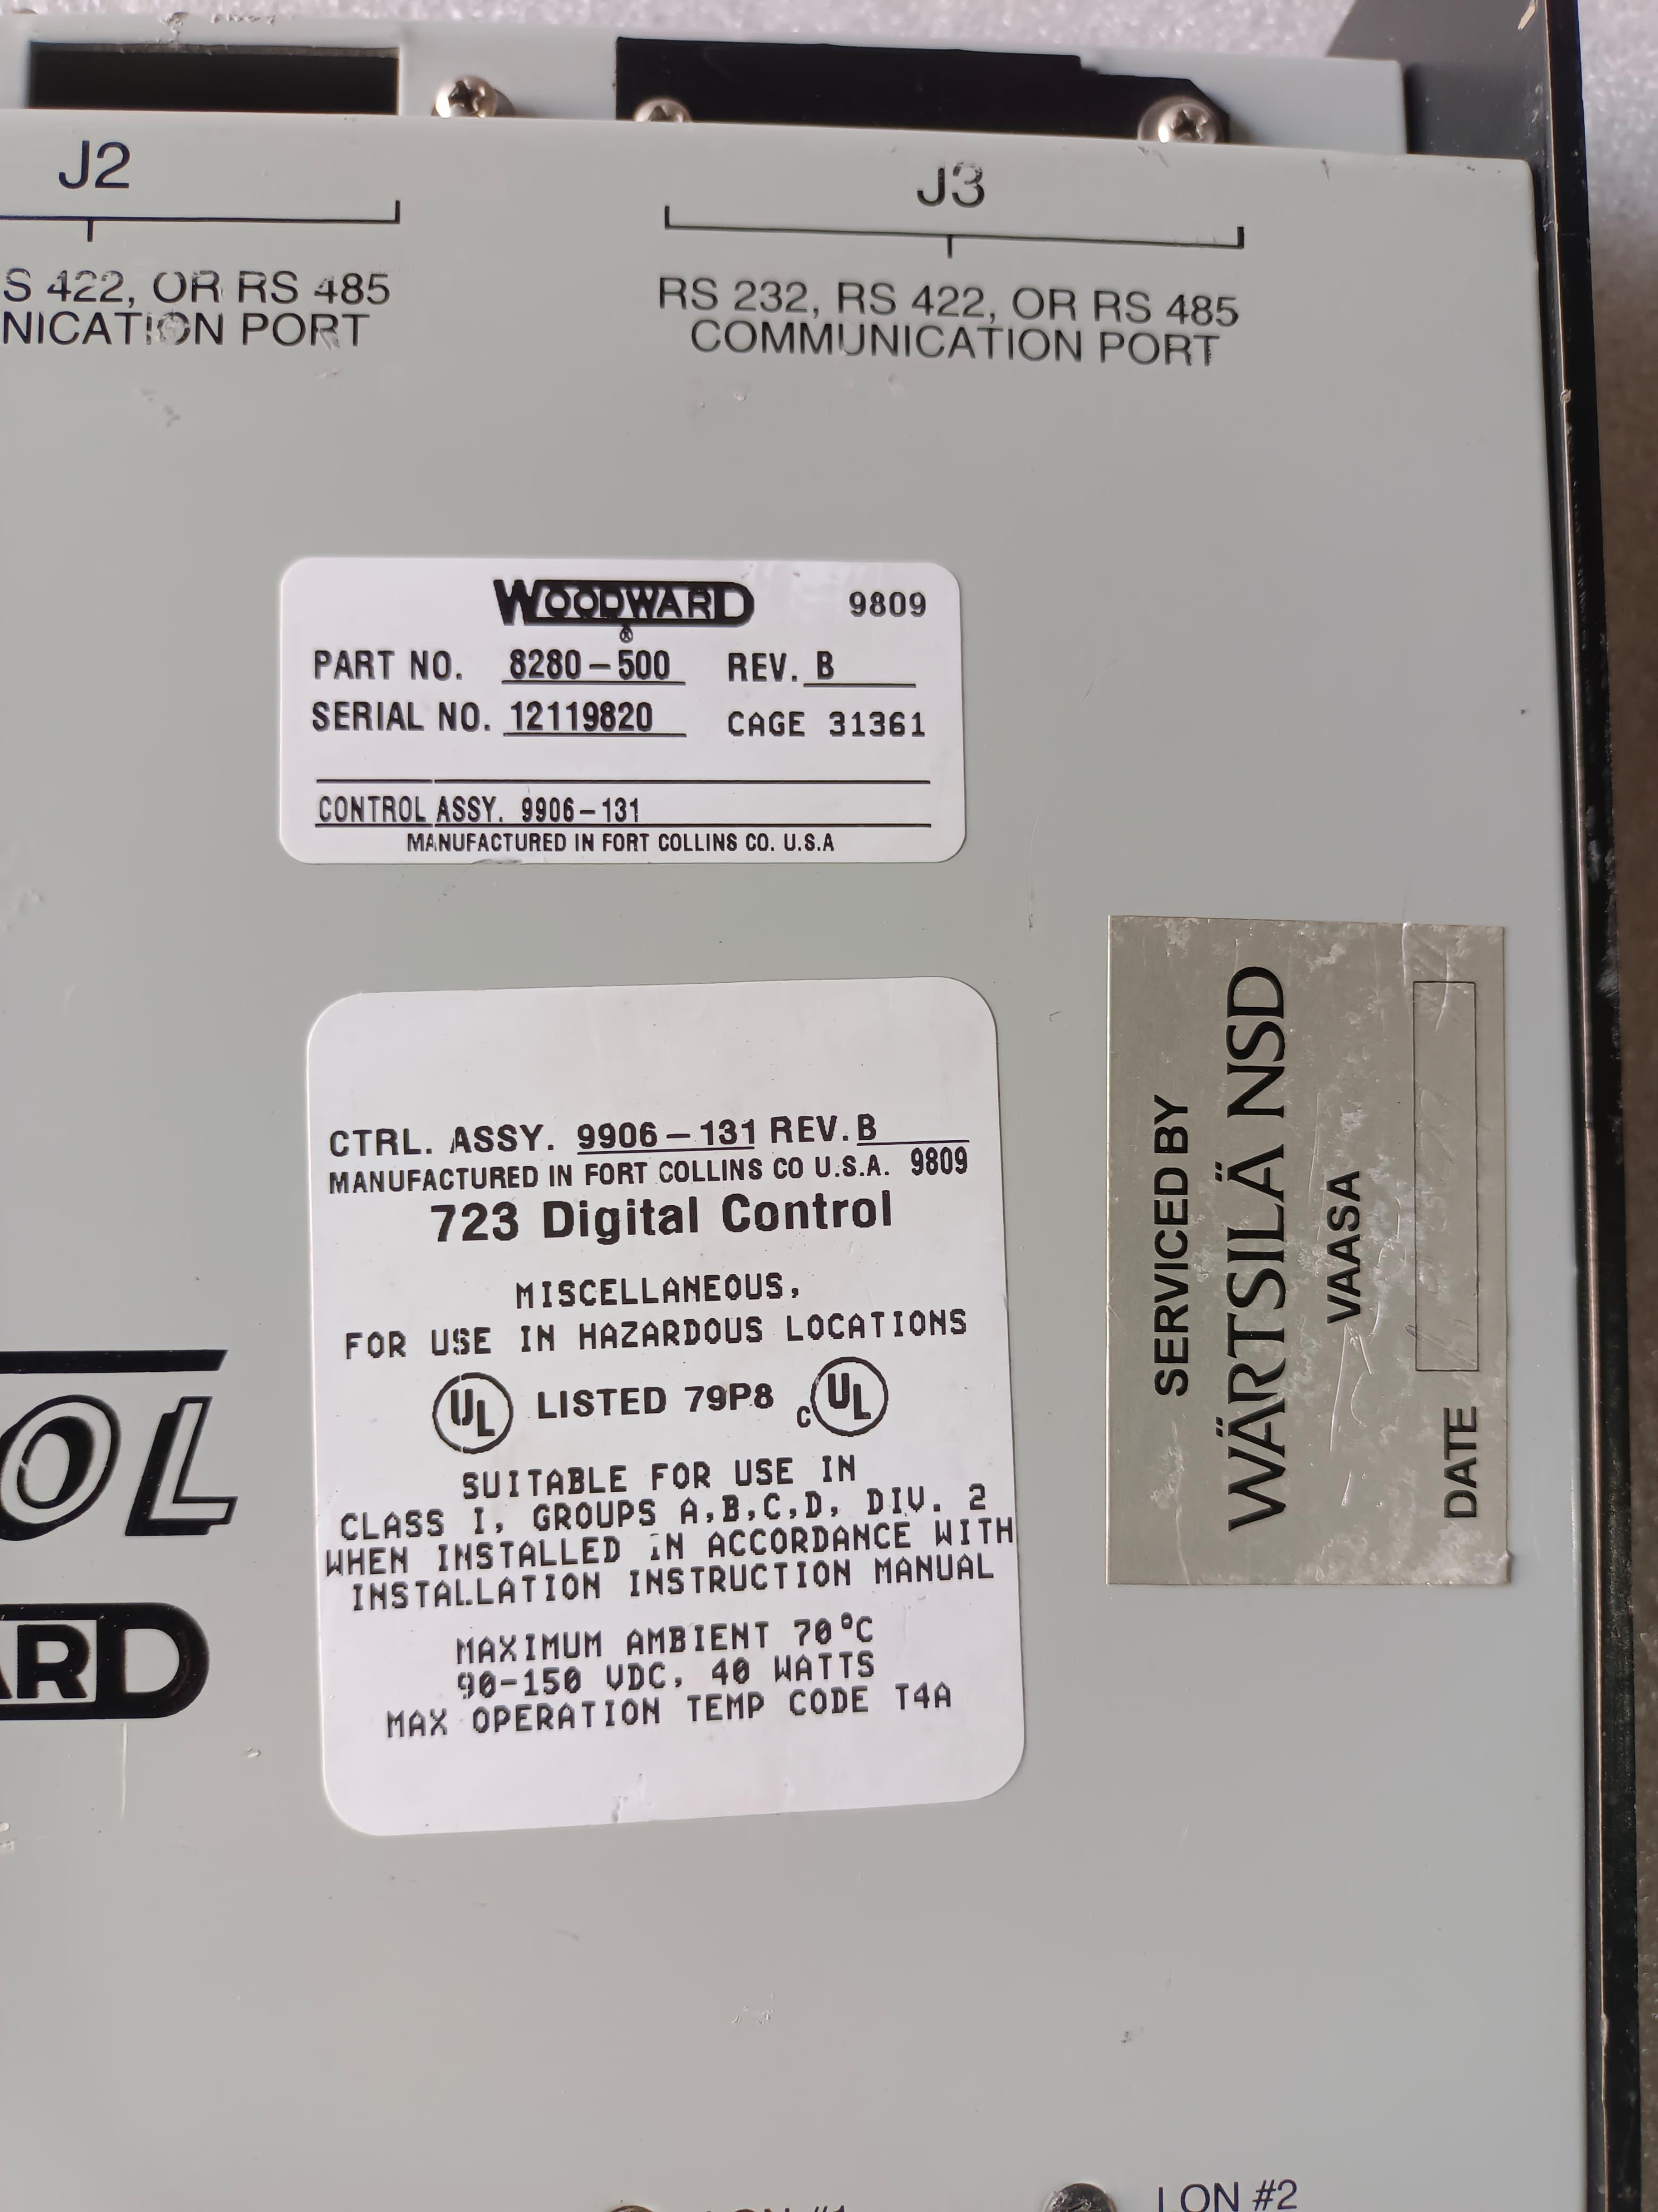 J2
J3
S 422, OR RS 485
NICATION PORT
RS 232, RS 422, OR RS 485
COMMUNICATION PORT
WOODWARD ® 9809
PART NO. 8280-500 REV. B
SERIAL NO. 12119820 CAGE 31361
CONTROL ASSY. 9906-131
MANUFACTURED IN FORT COLLINS CO. U.S.A
CTRL. ASSY. 9906-131 REV. B
MANUFACTURED IN FORT COLLINS CO U.S.A. 9809
723 Digital Control
MISCELLANEOUS,
FOR USE IN HAZARDOUS LOCATIONS
UL LISTED 79P8 c UL
SUITABLE FOR USE IN
CLASS I, GROUPS A,B,C,D, DIV. 2
WHEN INSTALLED IN ACCORDANCE WITH
INSTALLATION INSTRUCTION MANUAL
MAXIMUM AMBIENT 70°C
90-150 VDC, 40 WATTS
MAX OPERATION TEMP CODE T4A
SERVICED BY
WÄRTSILÄ NSD
VAASA
DATE
OL
ARD
LON #1
LON #2